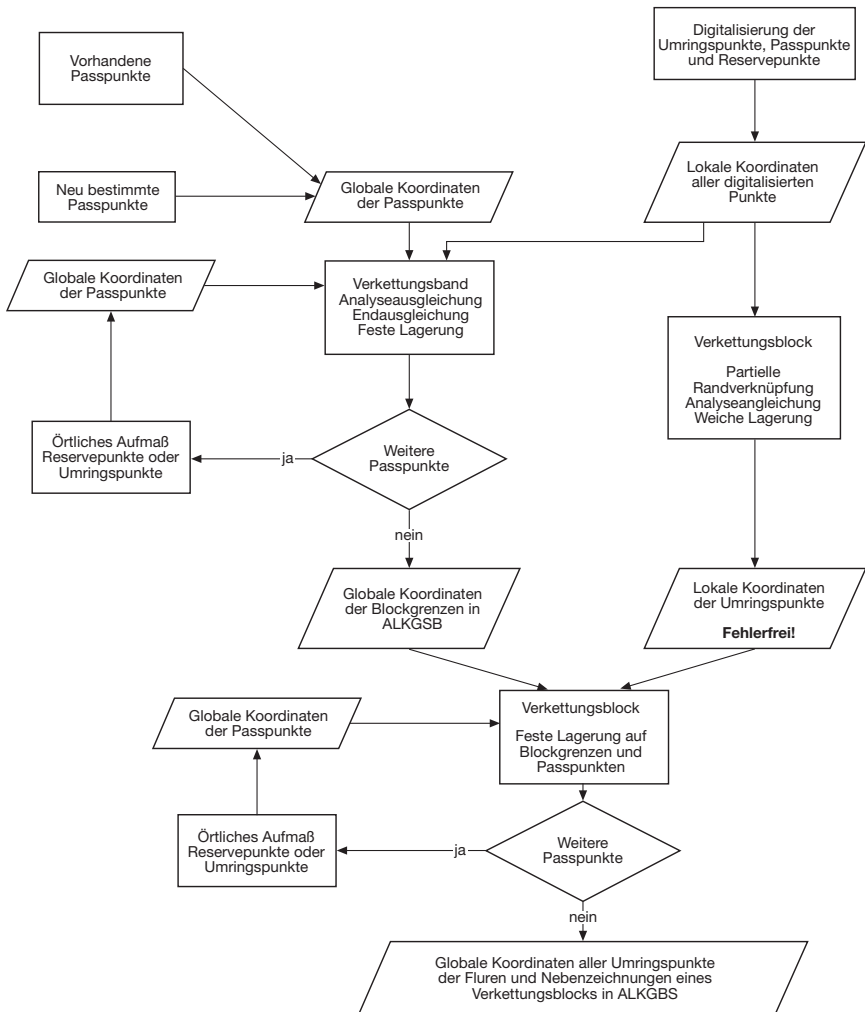 Vorhandene
Passpunkte
Digitalisierung der
Umringspunkte, Passpunkte
und Reservepunkte
Neu bestimmte
Passpunkte
Globale Koordinaten
der Passpunkte
Lokale Koordinaten
aller digitalisierten
Punkte
Globale Koordinaten
der Passpunkte
Verkettungsband
Analyseausgleichung
Endausgleichung
Feste Lagerung
Verkettungsblock
Partielle
Randverknüpfung
Analyseangleichung
Weiche Lagerung
Örtliches Aufmaß
Reservepunkte oder
Umringspunkte
ja
Weitere
Passpunkte
nein
Globale Koordinaten
der Blockgrenzen in
ALKGSB
Lokale Koordinaten
der Umringspunkte
Fehlerfrei!
Globale Koordinaten
der Passpunkte
Verkettungsblock
Feste Lagerung auf
Blockgrenzen und
Passpunkten
Örtliches Aufmaß
Reservepunkte oder
Umringspunkte
ja
Weitere
Passpunkte
nein
Globale Koordinaten aller Umringspunkte
der Fluren und Nebenzeichnungen eines
Verkettungsblocks in ALKGBS